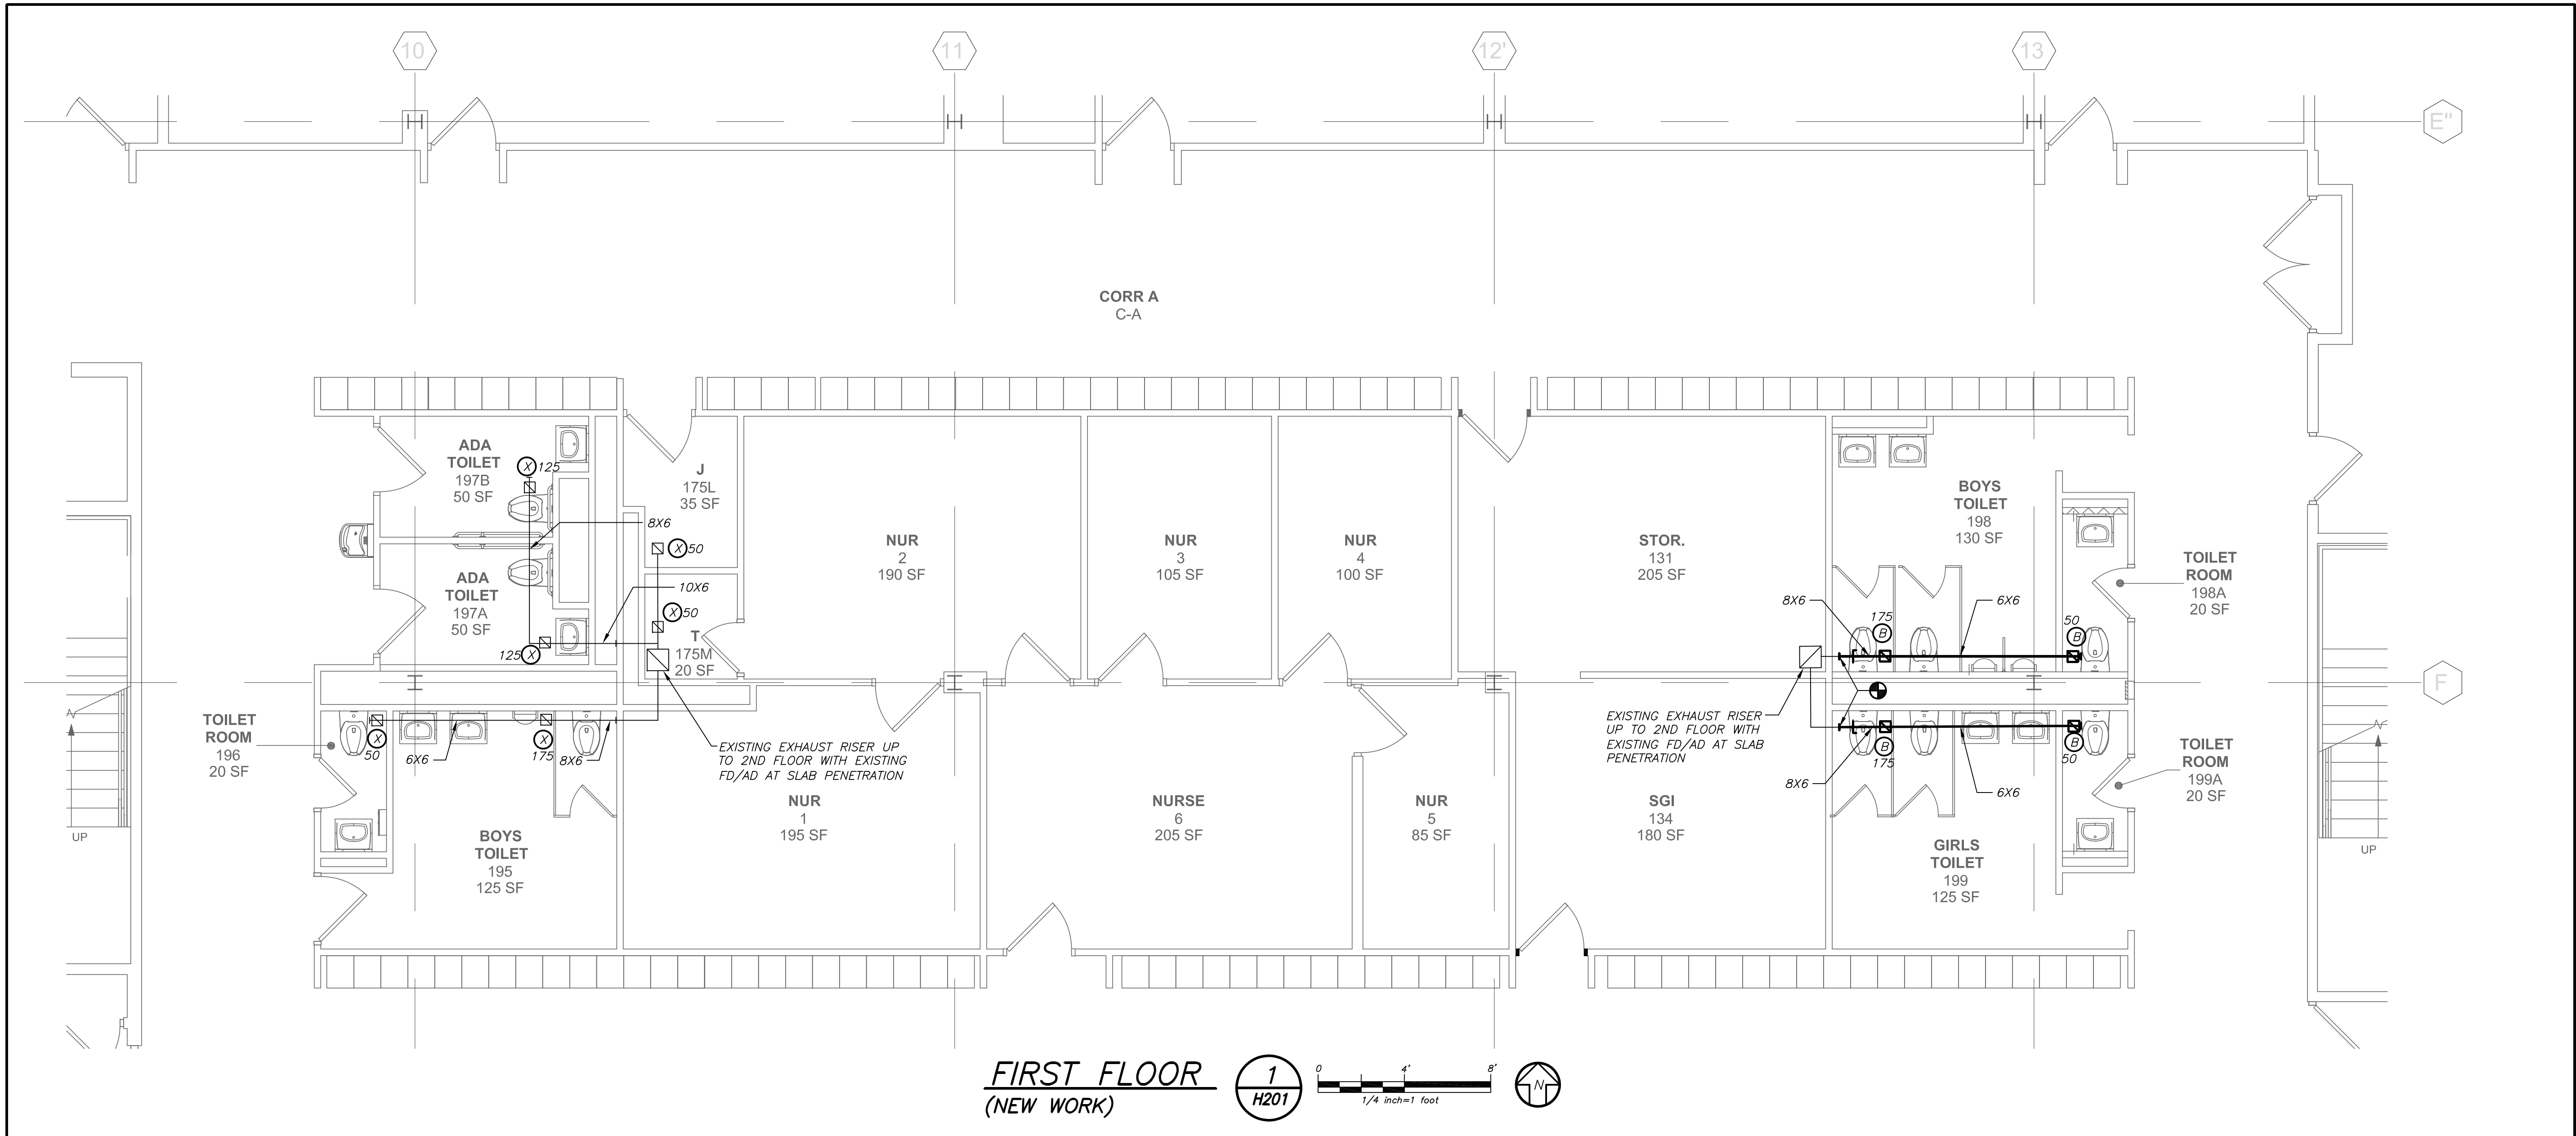 10
11
12'
13
E"
CORR A
C-A
ADA
TOILET
197B
50 SF
X
125
J
175L
35 SF
8X6
X
50
10X6
X
50
ADA
TOILET
197A
50 SF
125
X
T
175M
20 SF
NUR
2
190 SF
NUR
3
105 SF
NUR
4
100 SF
STOR.
131
205 SF
BOYS
TOILET
198
130 SF
TOILET
ROOM
198A
20 SF
8X6
175
B
6X6
50
B
F
TOILET
ROOM
196
20 SF
X
50
6X6
X
175
8X6
EXISTING EXHAUST RISER UP
TO 2ND FLOOR WITH EXISTING
FD/AD AT SLAB PENETRATION
EXISTING EXHAUST RISER
UP TO 2ND FLOOR WITH
EXISTING FD/AD AT SLAB
PENETRATION
B
175
8X6
6X6
B
50
TOILET
ROOM
199A
20 SF
UP
BOYS
TOILET
195
125 SF
NUR
1
195 SF
NURSE
6
205 SF
NUR
5
85 SF
SGI
134
180 SF
GIRLS
TOILET
199
125 SF
UP
FIRST FLOOR
(NEW WORK)
1
H201
0 4' 8'
1/4 inch=1 foot
N